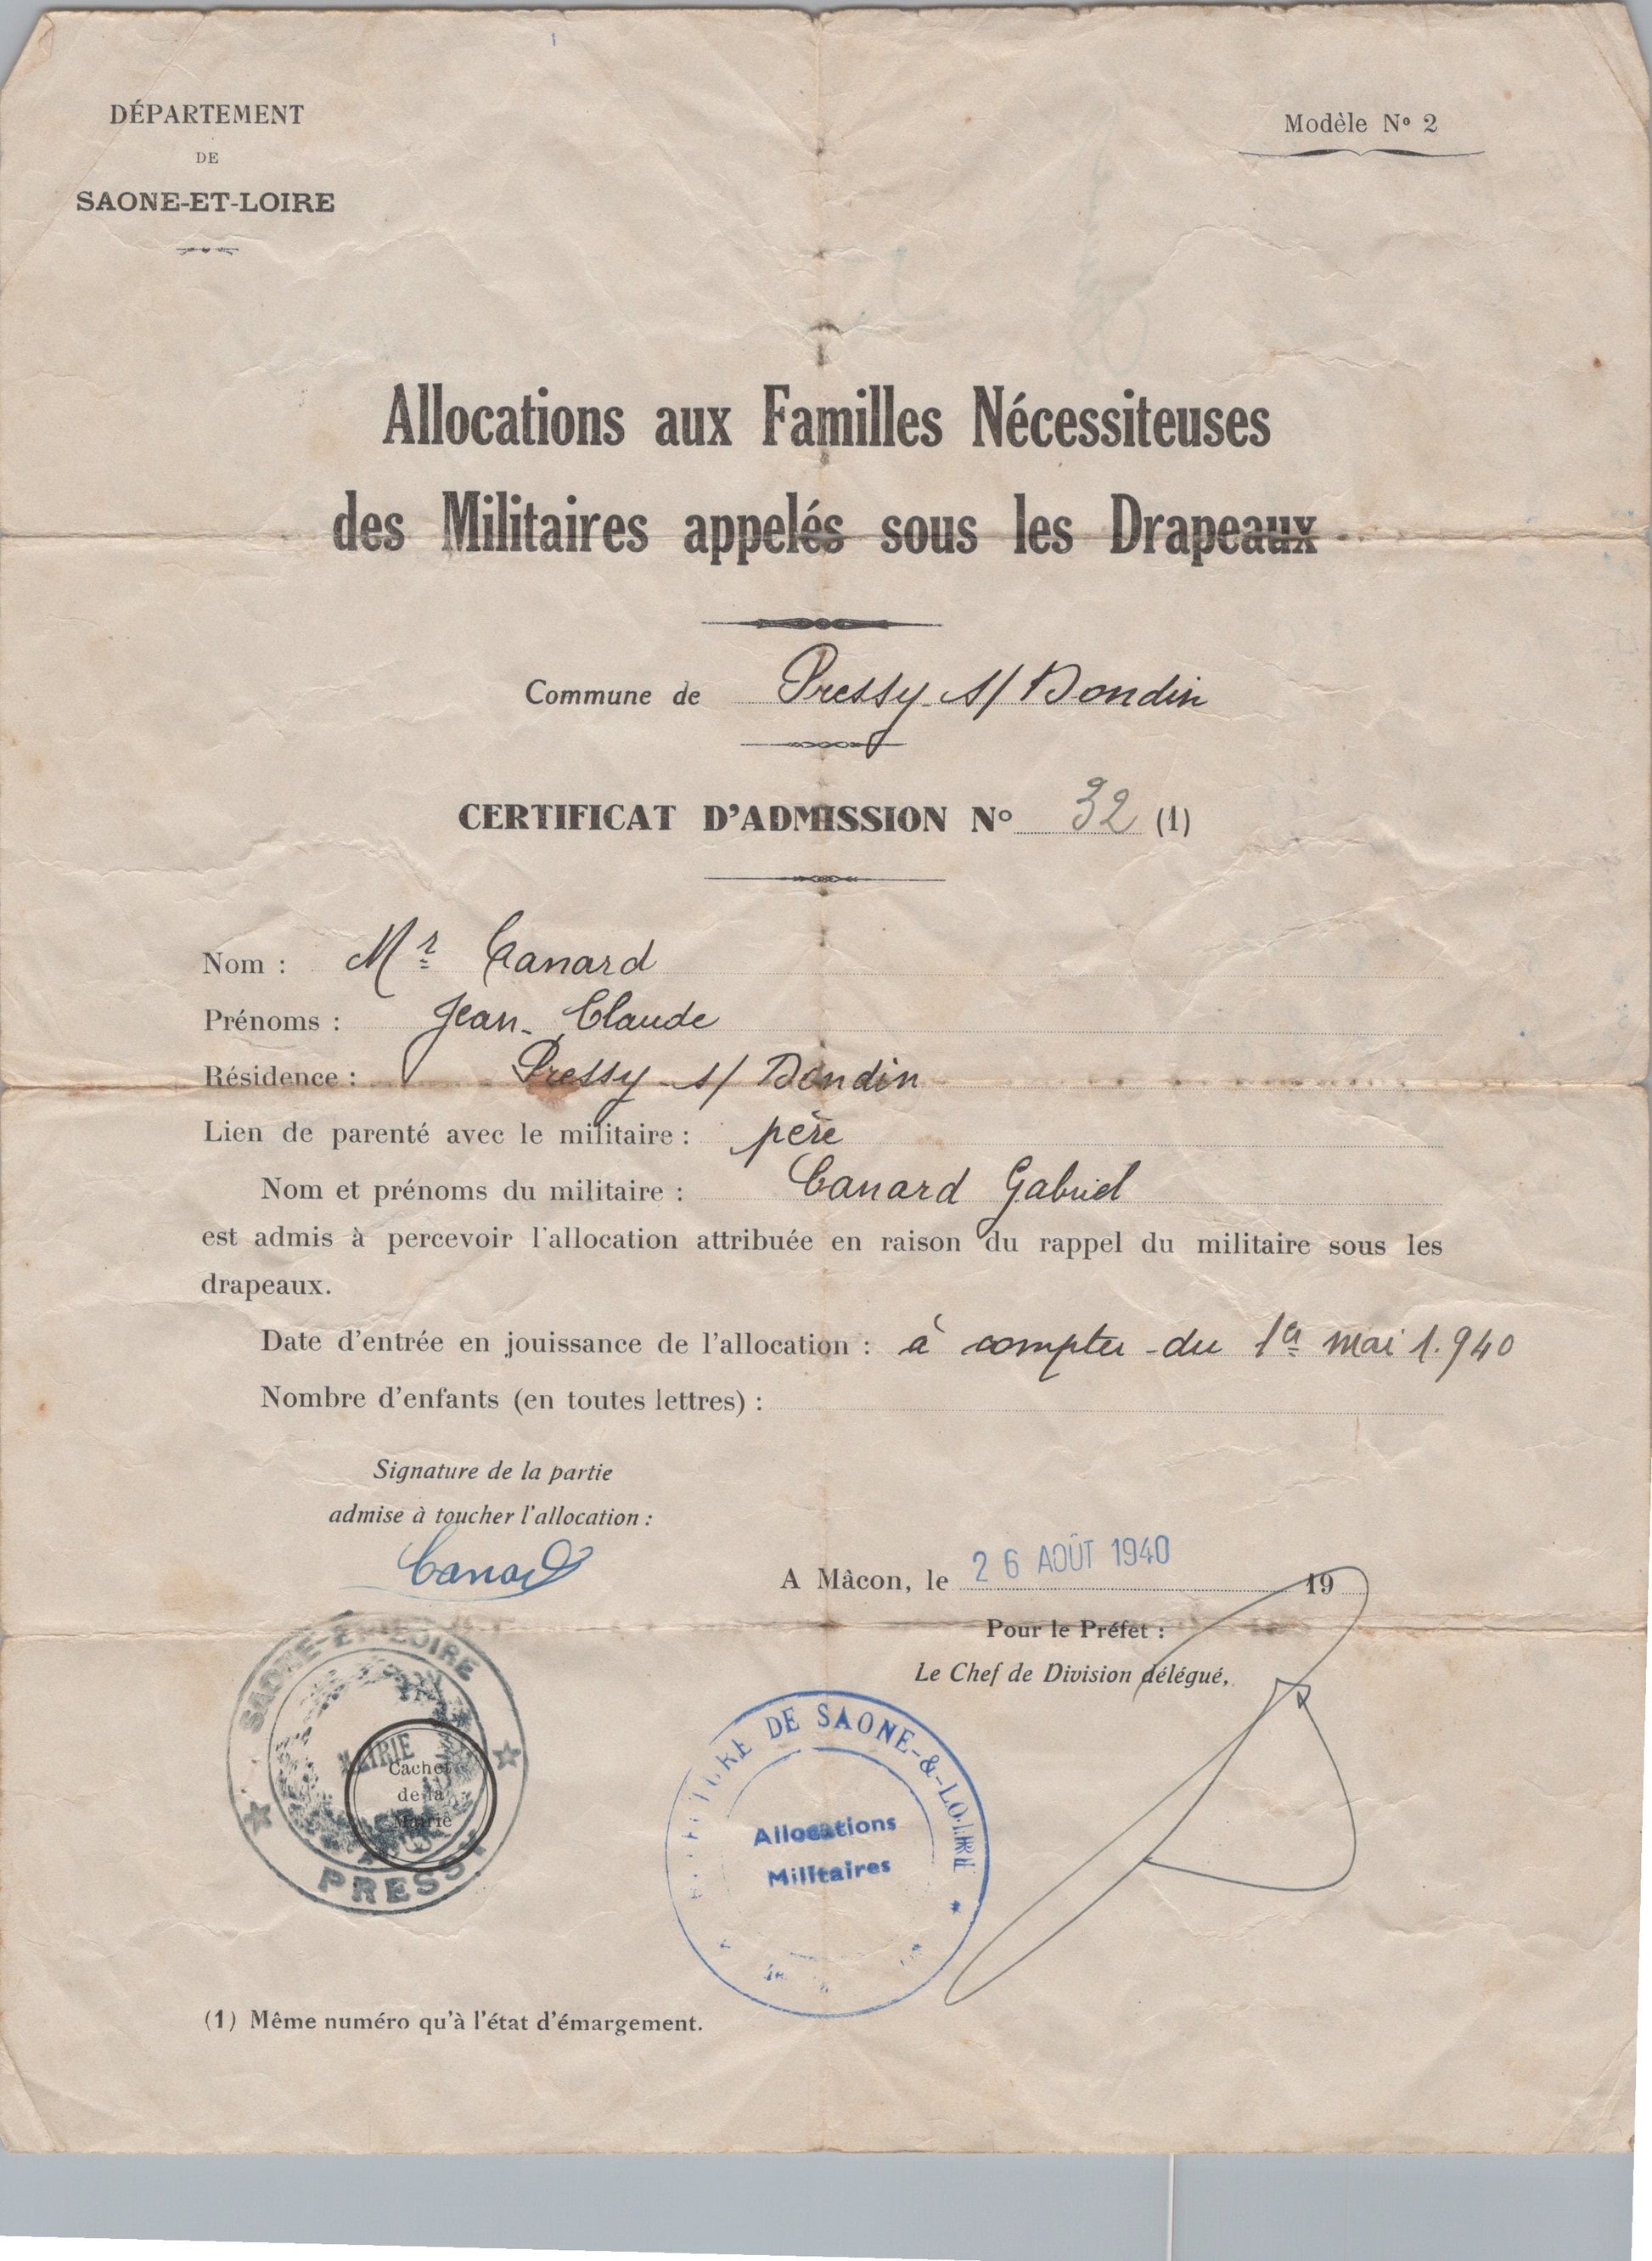 DÉPARTEMENT
DE
SAONE-ET-LOIRE
Modèle Nº 2
Allocations aux Familles Nécessiteuses
des Militaires appelés sous les Drapeaux
Commune de Pressy s/ Dondin
CERTIFICAT D'ADMISSION Nº 32 (1)
Nom : Mr Canard
Prénoms : Jean-Claude
Résidence : Pressy s/ Dondin
Lien de parenté avec le militaire : père
Nom et prénoms du militaire : Canard Gabriel
est admis à percevoir l'allocation attribuée en raison du rappel du militaire sous les
drapeaux.
Date d'entrée en jouissance de l'allocation : à compter du 1er mai 1.940
Nombre d'enfants (en toutes lettres) :
Signature de la partie
admise à toucher l'allocation :
Canard
A Mâcon, le 26 AOÛT 1940 19
Pour le Préfet :
Le Chef de Division délégué,
SAONE-ET-LOIRE
MAIRIE
PRESSY
Cachet
de la
Mairie
PRÉFECTURE DE SAONE-&-LOIRE
Allocations
Militaires
(1) Même numéro qu'à l'état d'émargement.